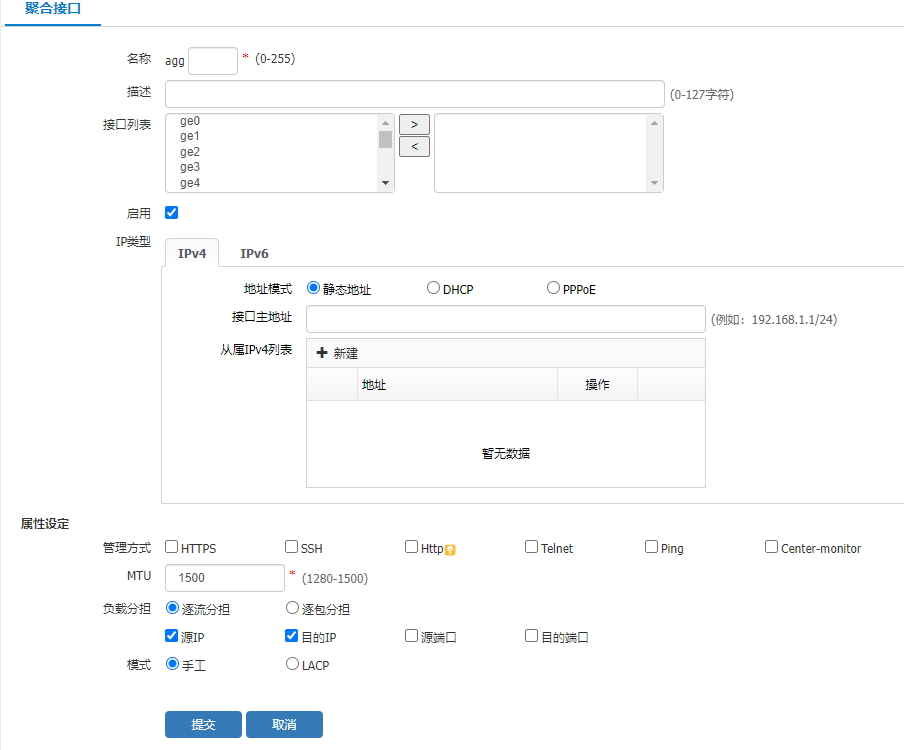 聚合接口
名称 agg * (0-255)
描述 (0-127字符)
接口列表 ge0 > 
ge1
ge2 <
ge3
ge4
启用
IP类型 IPv4 IPv6
地址模式 静态地址 DHCP PPPoE
接口主地址 (例如：192.168.1.1/24)
从属IPv4列表 + 新建
地址 操作
暂无数据
属性设定
管理方式 HTTPS SSH Http Telnet Ping Center-monitor
MTU 1500 * (1280-1500)
负载分担 逐流分担 逐包分担
源IP 目的IP 源端口 目的端口
模式 手工 LACP
提交 取消